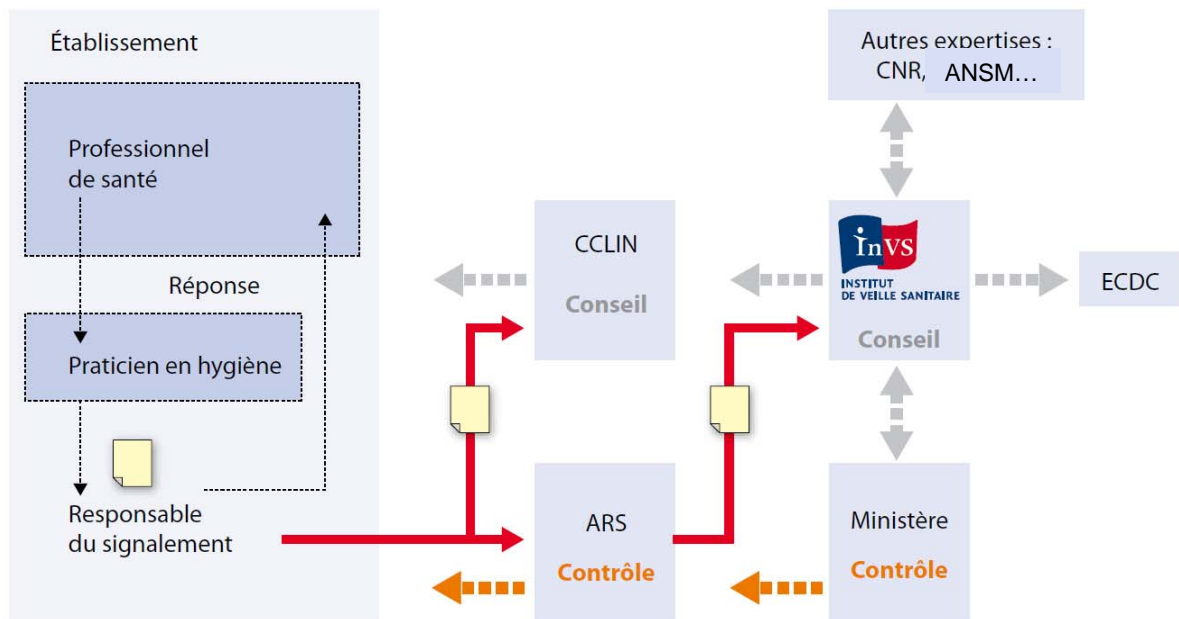 Établissement
Professionnel
de santé
Réponse
Praticien en hygiène
Responsable
du signalement
CCLIN
Conseil
ARS
Contrôle
Autres expertises :
CNR, ANSM…
InVS
INSTITUT
DE VEILLE SANITAIRE
Conseil
Ministère
Contrôle
ECDC